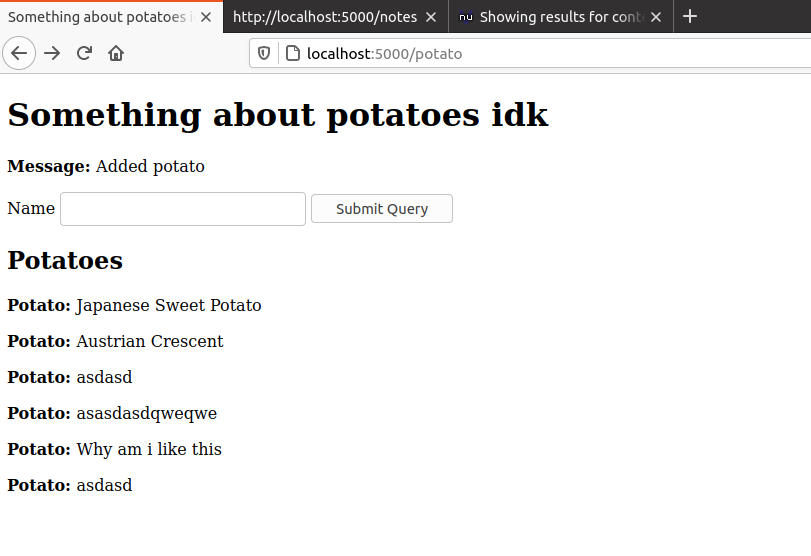 Something about potatoes i
http://localhost:5000/notes
nu Showing results for cont
localhost:5000/potato
Something about potatoes idk
Message: Added potato
Name Submit Query
Potatoes
Potato: Japanese Sweet Potato
Potato: Austrian Crescent
Potato: asdasd
Potato: asasdasdqweqwe
Potato: Why am i like this
Potato: asdasd